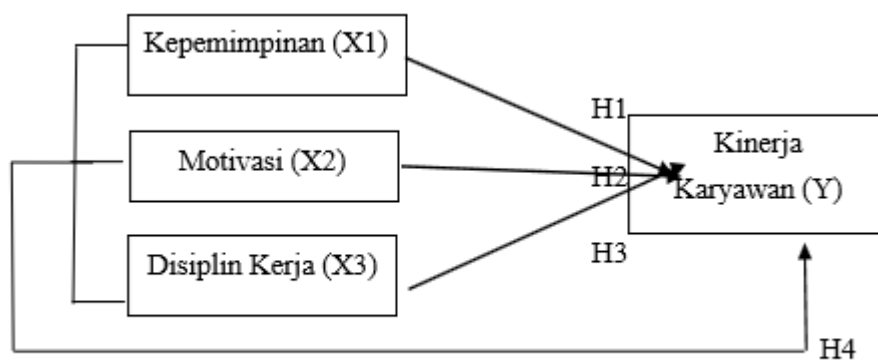 Kepemimpinan (X1)
H1
Kinerja
Karyawan (Y)
Motivasi (X2)
H2
Disiplin Kerja (X3)
H3
H4